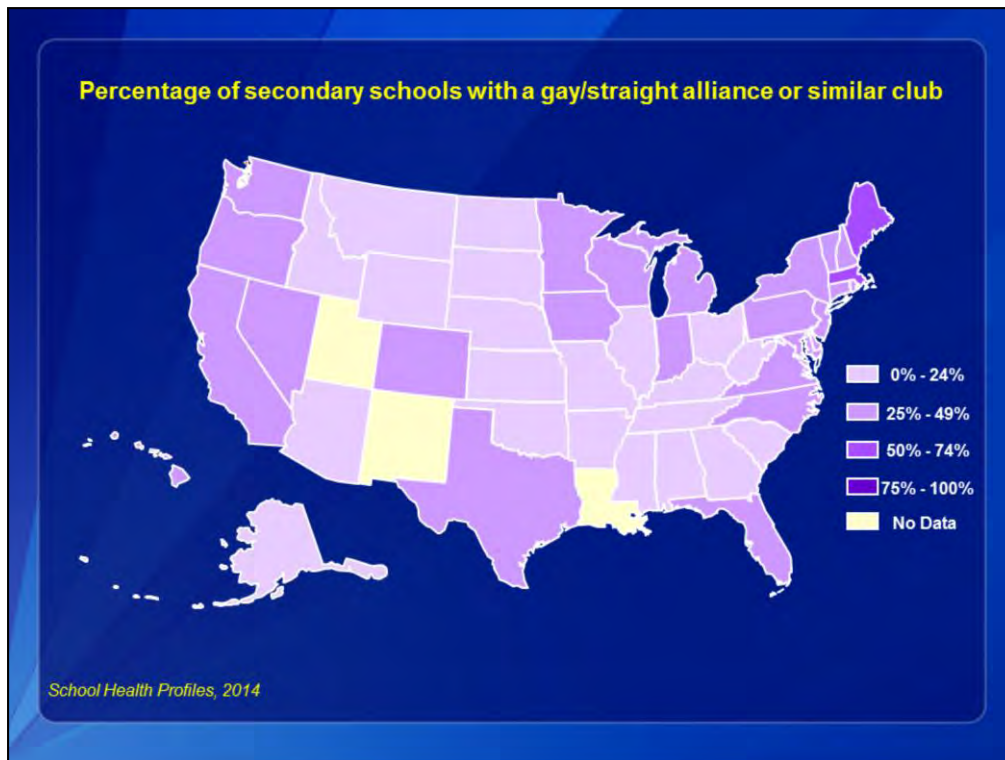 Percentage of secondary schools with a gay/straight alliance or similar club
0% - 24%
25% - 49%
50% - 74%
75% - 100%
No Data
School Health Profiles, 2014